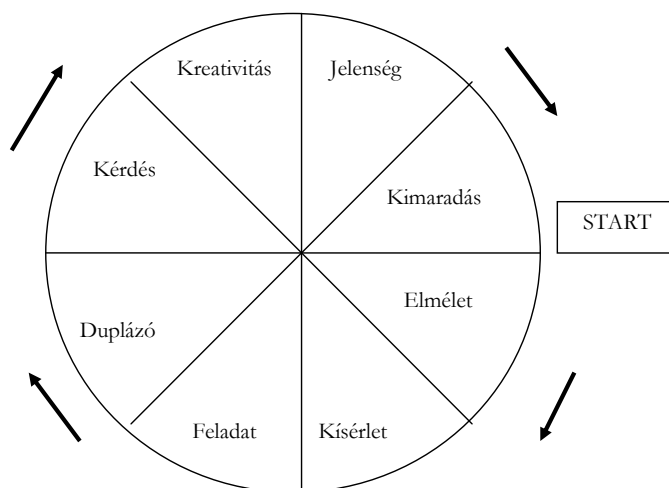 Kreativitás
Jelenség
Kérdés
Kimaradás
START
Elmélet
Duplázó
Feladat
Kísérlet